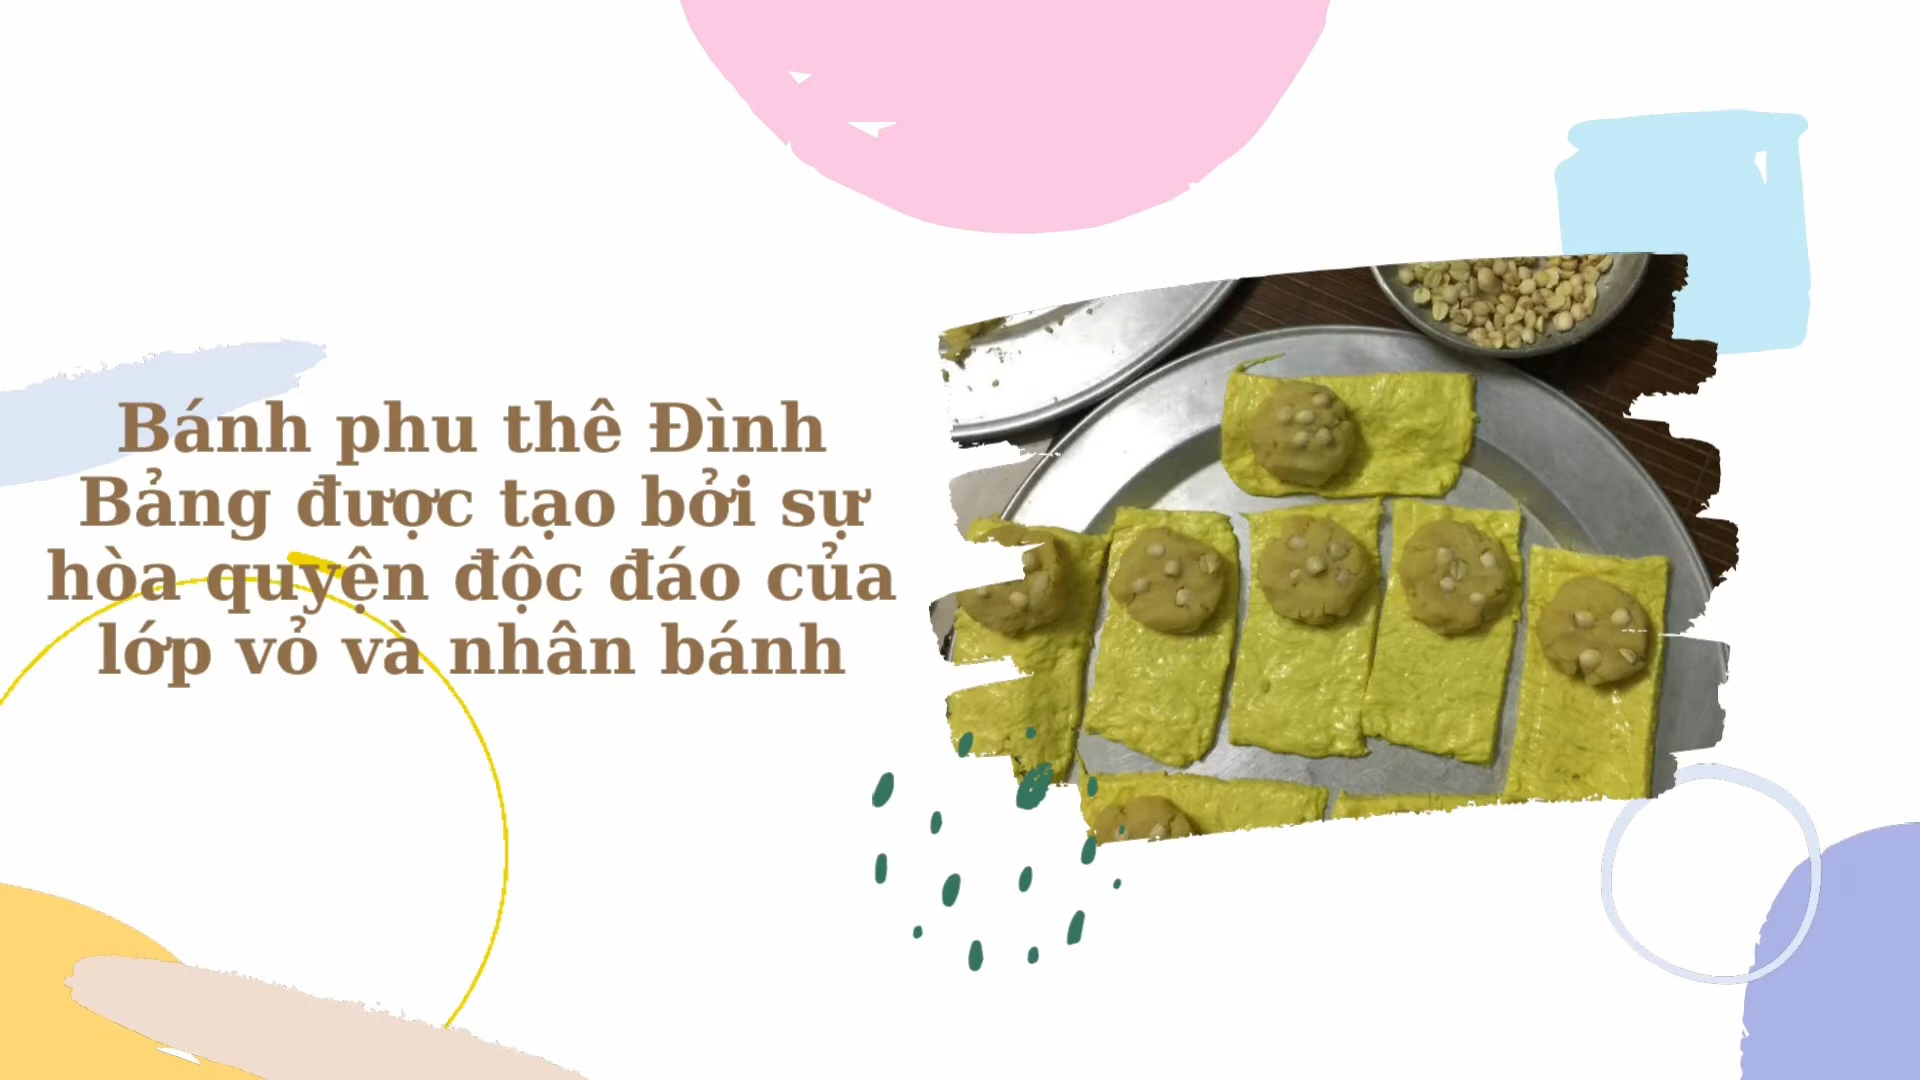 Bánh phu thê Đình
Bảng được tạo bởi sự
hòa quyện độc đáo của
lớp vỏ và nhân bánh